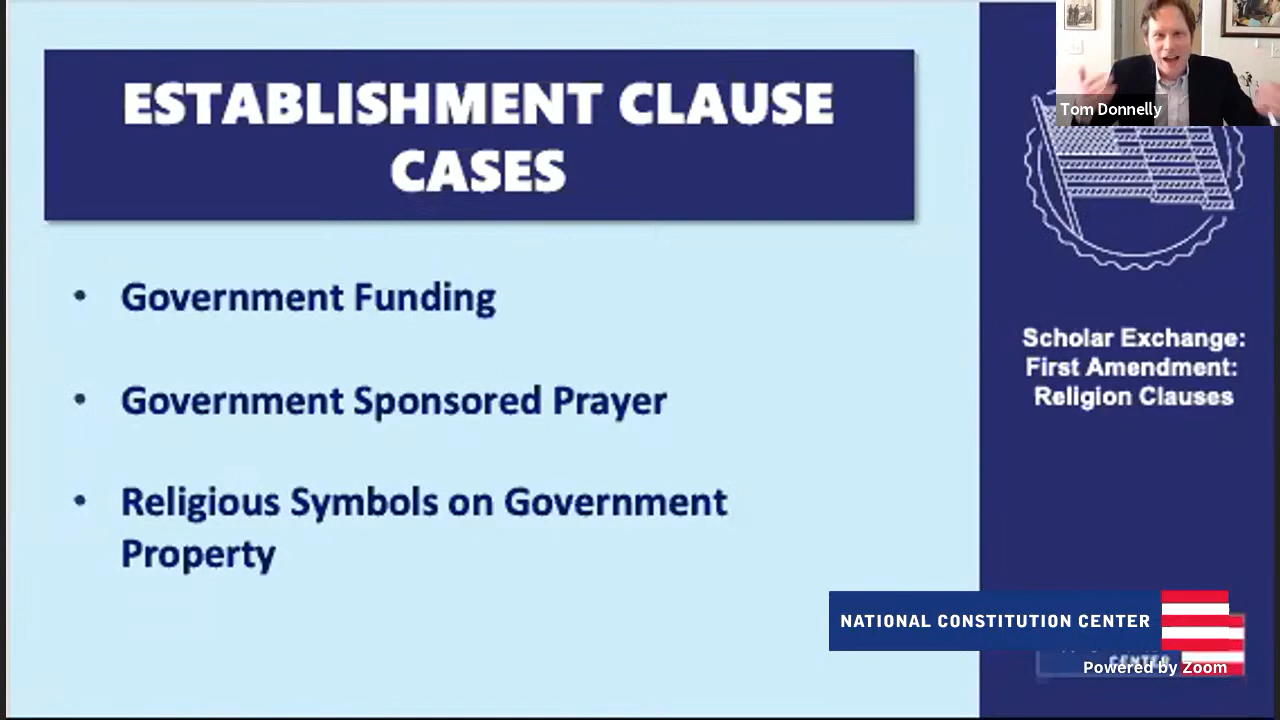 ESTABLISHMENT CLAUSE
CASES
• Government Funding
• Government Sponsored Prayer
• Religious Symbols on Government
Property
Tom Donnelly
Scholar Exchange:
First Amendment:
Religion Clauses
NATIONAL CONSTITUTION CENTER
CENTER
Powered by Zoom